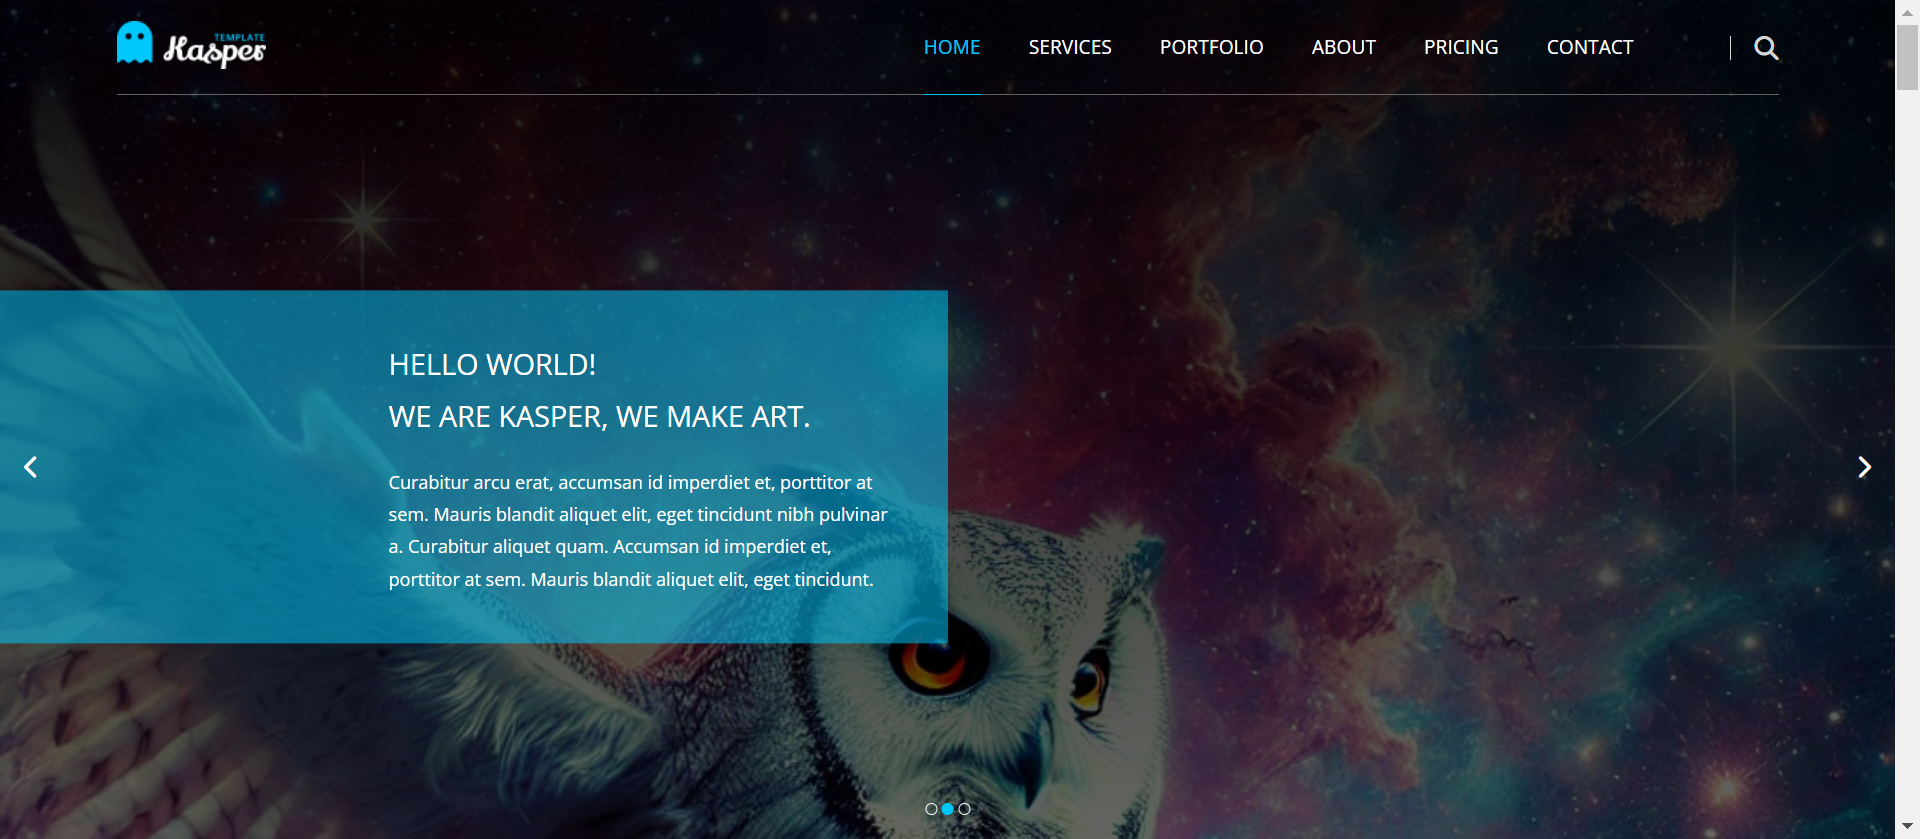 TEMPLATE
Kasper
HOME SERVICES PORTFOLIO ABOUT PRICING CONTACT
HELLO WORLD!
WE ARE KASPER, WE MAKE ART.
Curabitur arcu erat, accumsan id imperdiet et, porttitor at
sem. Mauris blandit aliquet elit, eget tincidunt nibh pulvinar
a. Curabitur aliquet quam. Accumsan id imperdiet et,
porttitor at sem. Mauris blandit aliquet elit, eget tincidunt.